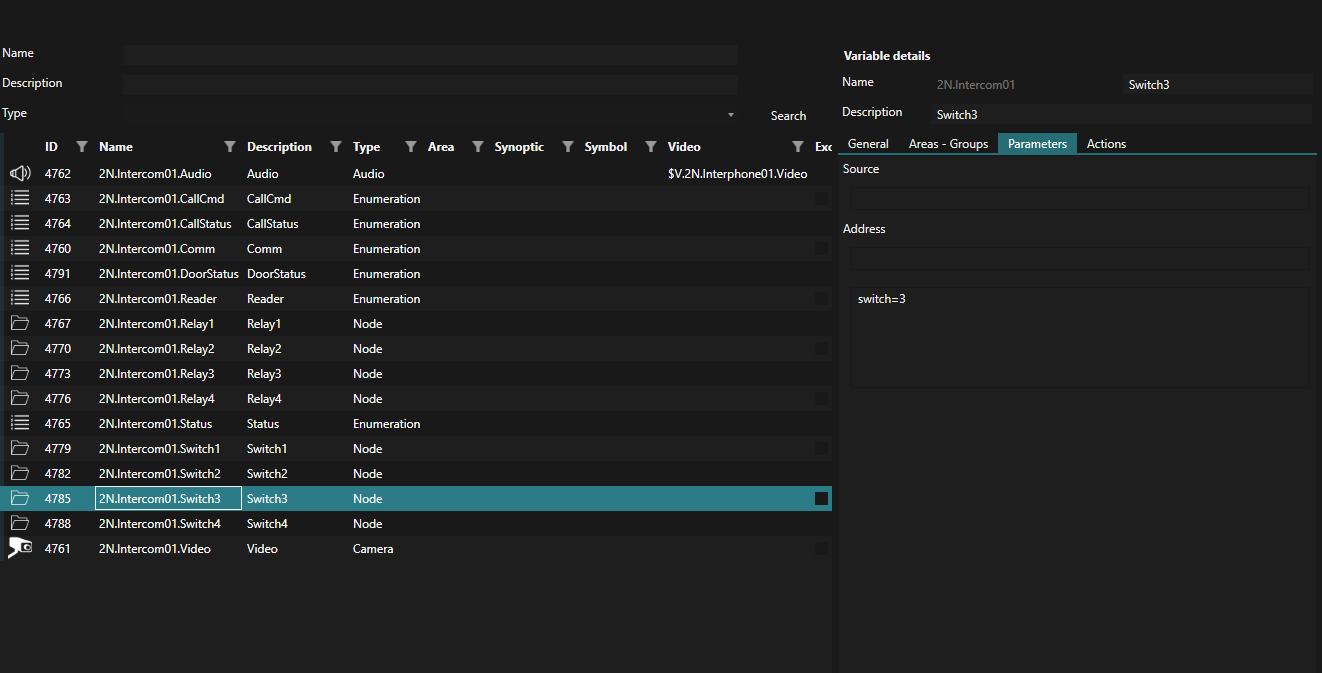 Name
Description
Type
Search
ID Name Description Type Area Synoptic Symbol Video Exc
4762 2N.Intercom01.Audio Audio Audio $V.2N.Interphone01.Video
4763 2N.Intercom01.CallCmd CallCmd Enumeration
4764 2N.Intercom01.CallStatus CallStatus Enumeration
4760 2N.Intercom01.Comm Comm Enumeration
4791 2N.Intercom01.DoorStatus DoorStatus Enumeration
4766 2N.Intercom01.Reader Reader Enumeration
4767 2N.Intercom01.Relay1 Relay1 Node
4770 2N.Intercom01.Relay2 Relay2 Node
4773 2N.Intercom01.Relay3 Relay3 Node
4776 2N.Intercom01.Relay4 Relay4 Node
4765 2N.Intercom01.Status Status Enumeration
4779 2N.Intercom01.Switch1 Switch1 Node
4782 2N.Intercom01.Switch2 Switch2 Node
4785 2N.Intercom01.Switch3 Switch3 Node
4788 2N.Intercom01.Switch4 Switch4 Node
4761 2N.Intercom01.Video Video Camera
Variable details
Name 2N.Intercom01 Switch3
Description Switch3
General Areas - Groups Parameters Actions
Source
Address
switch=3